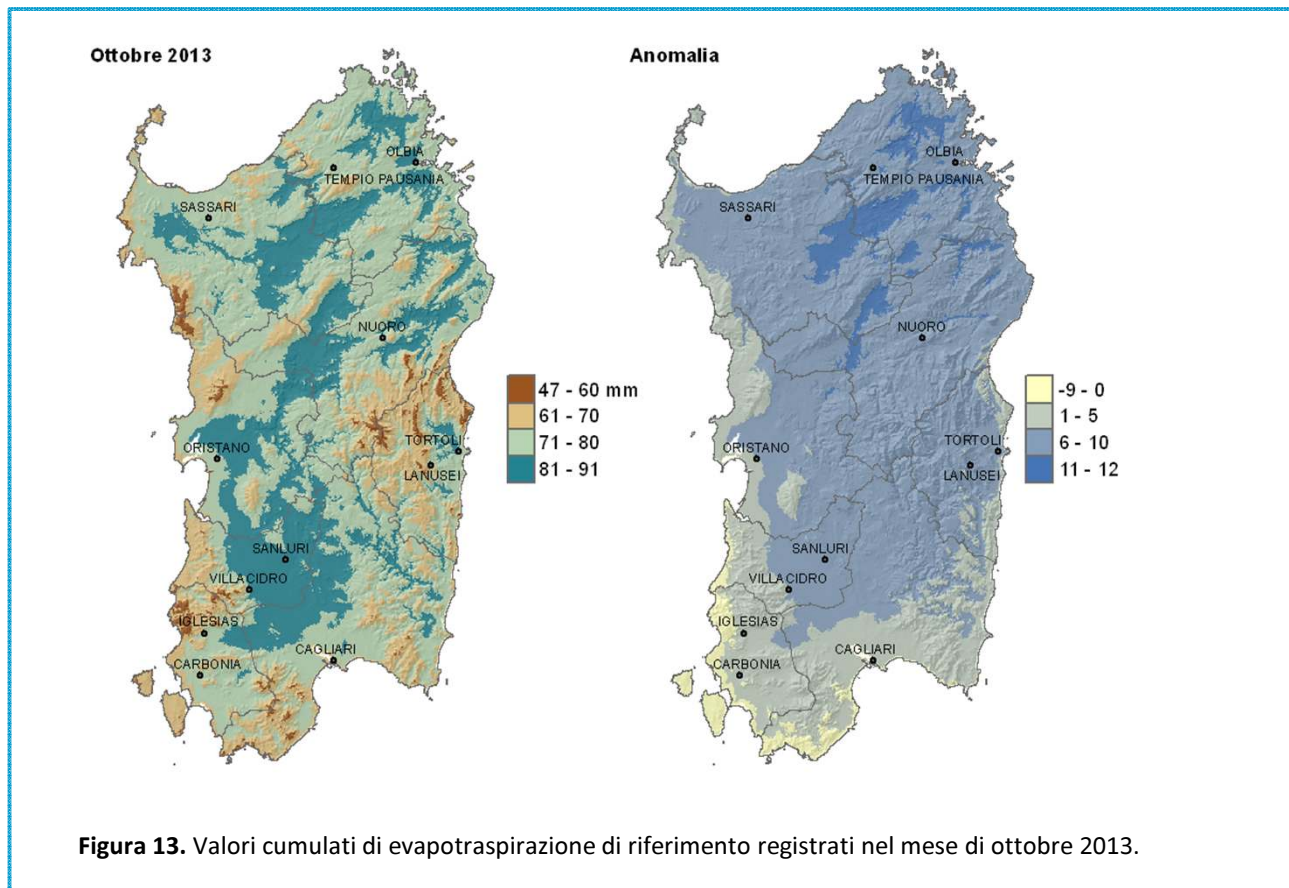 Ottobre 2013
OLBIA
TEMPIO PAUSANIA
SASSARI
NUORO
ORISTANO
TORTOLI
LANUSEI
SANLURI
VILLACIDRO
IGLESIAS
CAGLIARI
CARBONIA
47 - 60 mm
61 - 70
71 - 80
81 - 91
Anomalia
OLBIA
TEMPIO PAUSANIA
SASSARI
NUORO
ORISTANO
TORTOLI
LANUSEI
SANLURI
VILLACIDRO
IGLESIAS
CAGLIARI
CARBONIA
-9 - 0
1 - 5
6 - 10
11 - 12
Figura 13. Valori cumulati di evapotraspirazione di riferimento registrati nel mese di ottobre 2013.